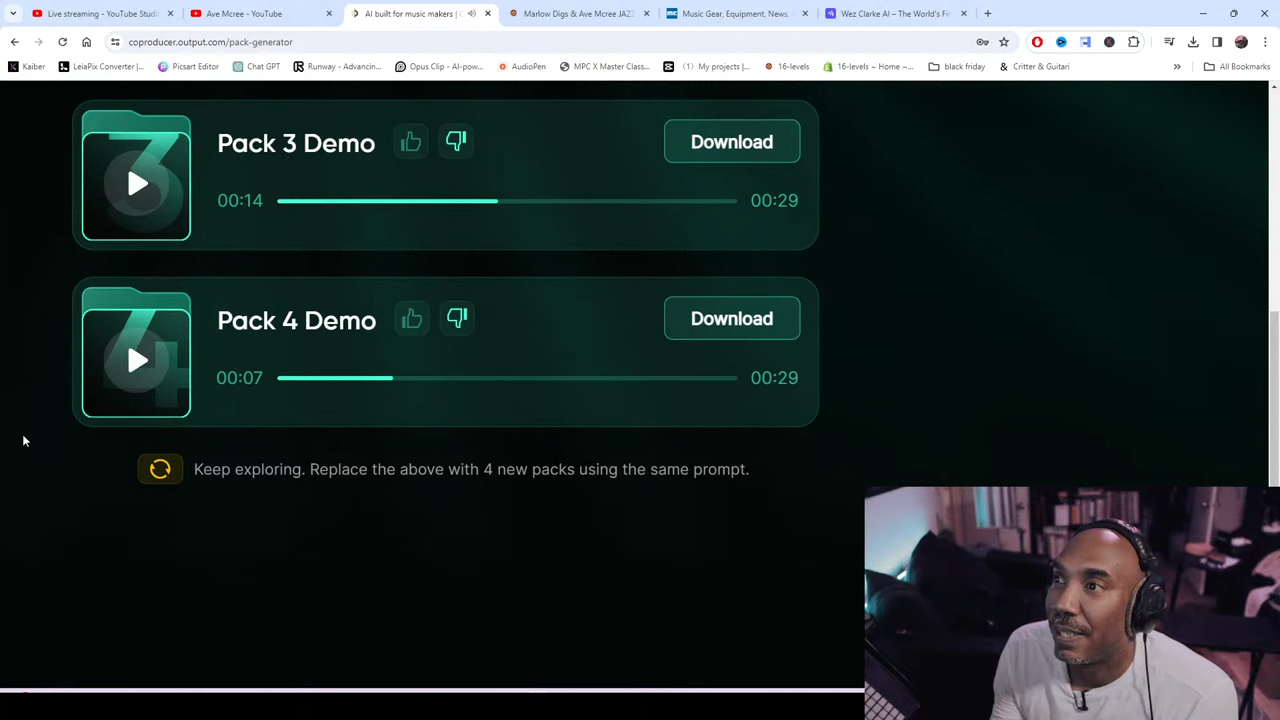 Live streaming - YouTube Studi
Ave Mcree - YouTube
AI built for music makers | C
Marlow Digs & Ave Mcree JAZZ
Music Gear, Equipment, News,
Wez Clarke AI – The World's Fi
coproducer.output.com/pack-generator
Kaiber
LeiaPix Converter |...
Picsart Editor
Chat GPT
Runway - Advancing...
Opus Clip - AI-pow...
AudioPen
MPC X Master Class...
(1) My projects |...
16-levels
16-levels ~ Home ~...
black friday
Critter & Guitari
All Bookmarks
3
Pack 3 Demo
Download
00:14
00:29
4
Pack 4 Demo
Download
00:07
00:29
Keep exploring. Replace the above with 4 new packs using the same prompt.